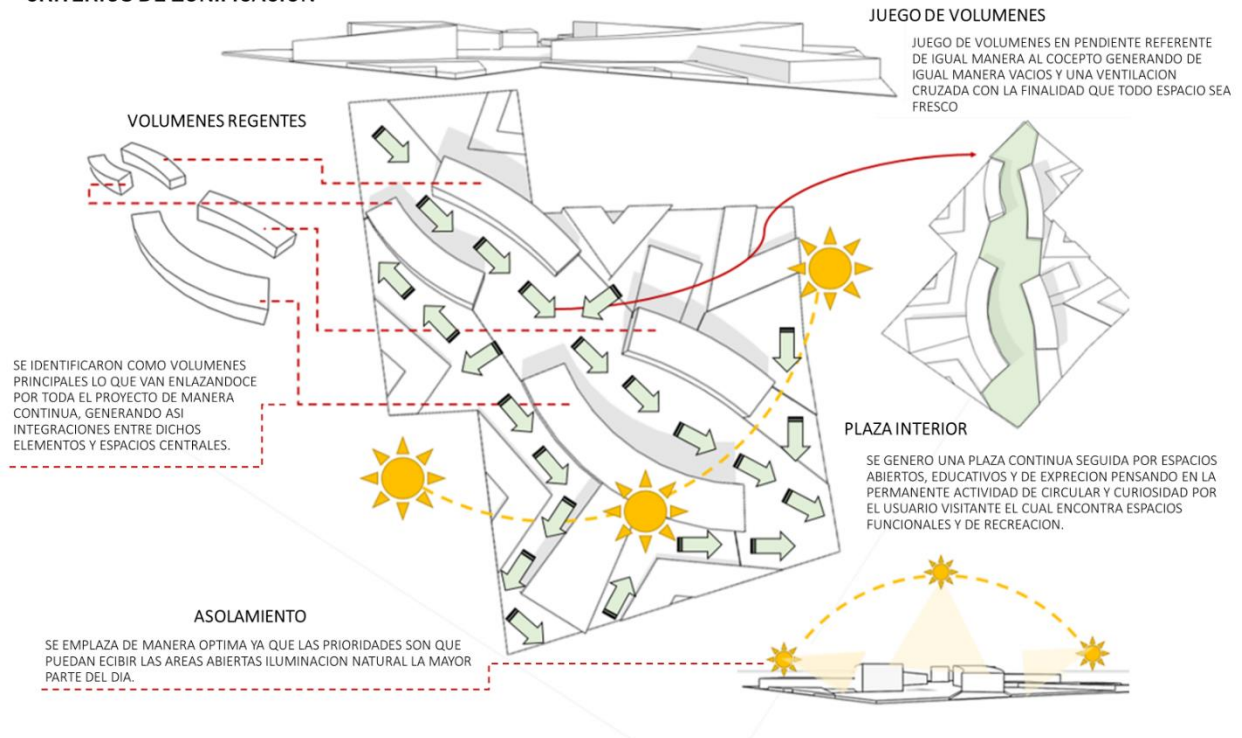 CRITERIOS DE ZONIFICACION
JUEGO DE VOLUMENES
JUEGO DE VOLUMENES EN PENDIENTE REFERENTE
DE IGUAL MANERA AL COCEPTO GENERANDO DE
IGUAL MANERA VACIOS Y UNA VENTILACION
CRUZADA CON LA FINALIDAD QUE TODO ESPACIO SEA
FRESCO
VOLUMENES REGENTES
SE IDENTIFICARON COMO VOLUMENES
PRINCIPALES LO QUE VAN ENLAZANDOCE
POR TODA EL PROYECTO DE MANERA
CONTINUA, GENERANDO ASI
INTEGRACIONES ENTRE DICHOS
ELEMENTOS Y ESPACIOS CENTRALES.
PLAZA INTERIOR
SE GENERO UNA PLAZA CONTINUA SEGUIDA POR ESPACIOS
ABIERTOS, EDUCATIVOS Y DE EXPRECION PENSANDO EN LA
PERMANENTE ACTIVIDAD DE CIRCULAR Y CURIOSIDAD POR
EL USUARIO VISITANTE EL CUAL ENCONTRA ESPACIOS
FUNCIONALES Y DE RECREACION.
ASOLAMIENTO
SE EMPLAZA DE MANERA OPTIMA YA QUE LAS PRIORIDADES SON QUE
PUEDAN ECIBIR LAS AREAS ABIERTAS ILUMINACION NATURAL LA MAYOR
PARTE DEL DIA.